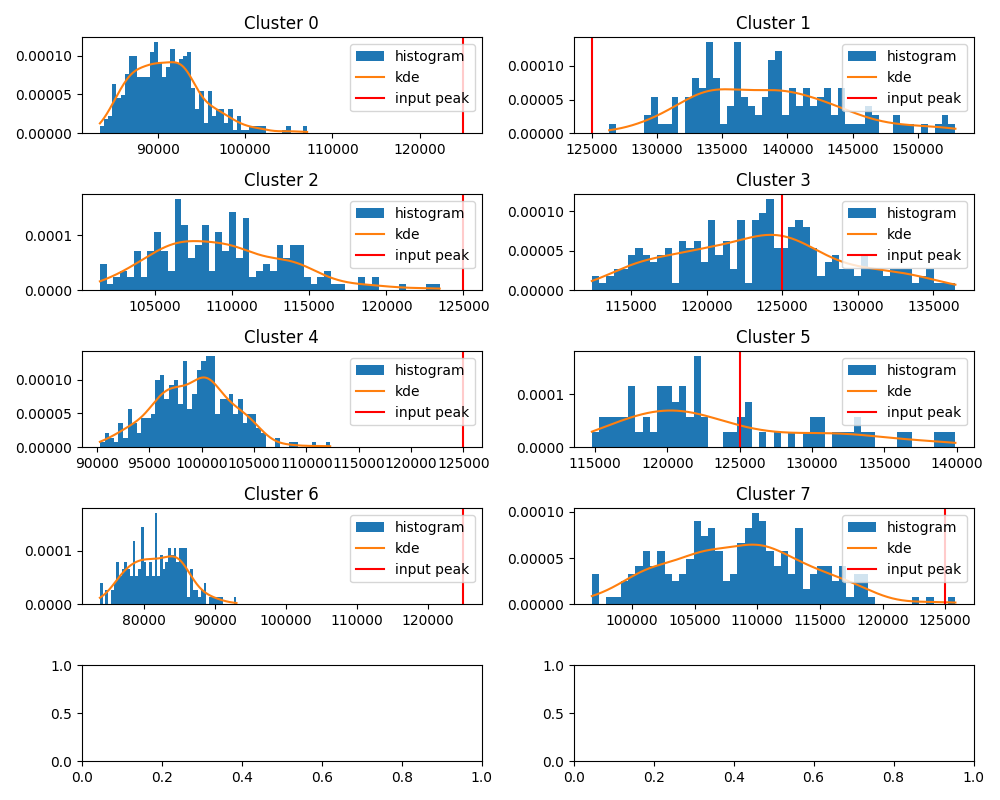 Cluster 0
0.00010
0.00005
0.00000
histogram
kde
input peak
90000 100000 110000 120000
Cluster 1
0.00010
0.00005
0.00000
histogram
kde
input peak
125000 130000 135000 140000 145000 150000
Cluster 2
0.0001
0.0000
histogram
kde
input peak
105000 110000 115000 120000 125000
Cluster 3
0.00010
0.00005
0.00000
histogram
kde
input peak
115000 120000 125000 130000 135000
Cluster 4
0.00010
0.00005
0.00000
histogram
kde
input peak
90000 95000 100000 105000 110000 115000 120000 125000
Cluster 5
0.0001
0.0000
histogram
kde
input peak
115000 120000 125000 130000 135000 140000
Cluster 6
0.0001
0.0000
histogram
kde
input peak
80000 90000 100000 110000 120000
Cluster 7
0.00010
0.00005
0.00000
histogram
kde
input peak
100000 105000 110000 115000 120000 125000
1.0
0.5
0.0
0.0 0.2 0.4 0.6 0.8 1.0
1.0
0.5
0.0
0.0 0.2 0.4 0.6 0.8 1.0